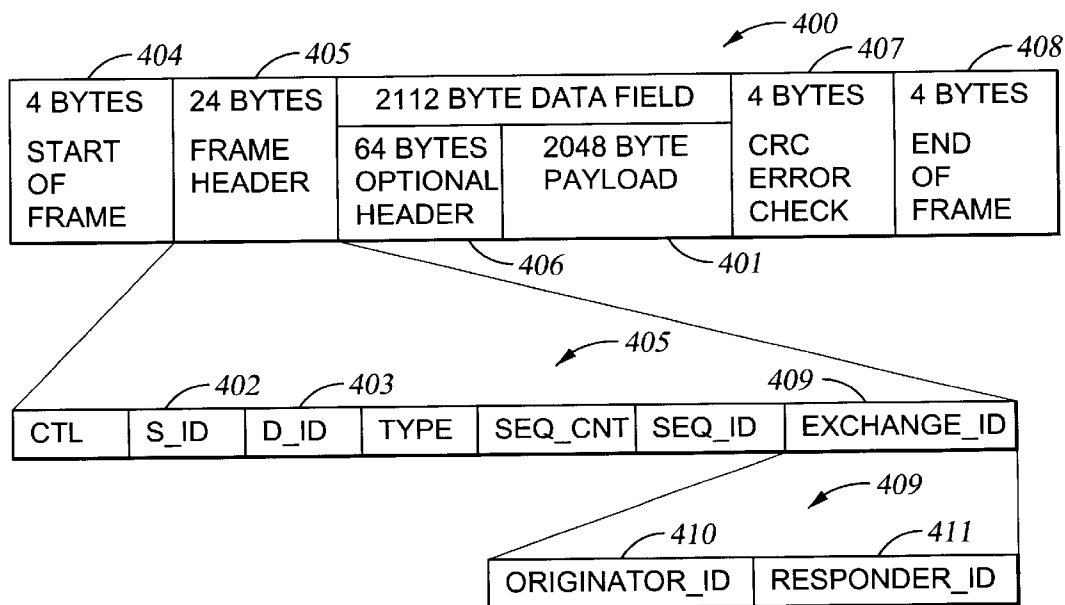 400
404
405
407
408
4 BYTES
START
OF
FRAME
24 BYTES
FRAME
HEADER
2112 BYTE DATA FIELD
64 BYTES
OPTIONAL
HEADER
2048 BYTE
PAYLOAD
4 BYTES
CRC
ERROR
CHECK
4 BYTES
END
OF
FRAME
406
401
405
402
403
409
CTL
S_ID
D_ID
TYPE
SEQ_CNT
SEQ_ID
EXCHANGE_ID
409
410
411
ORIGINATOR_ID
RESPONDER_ID